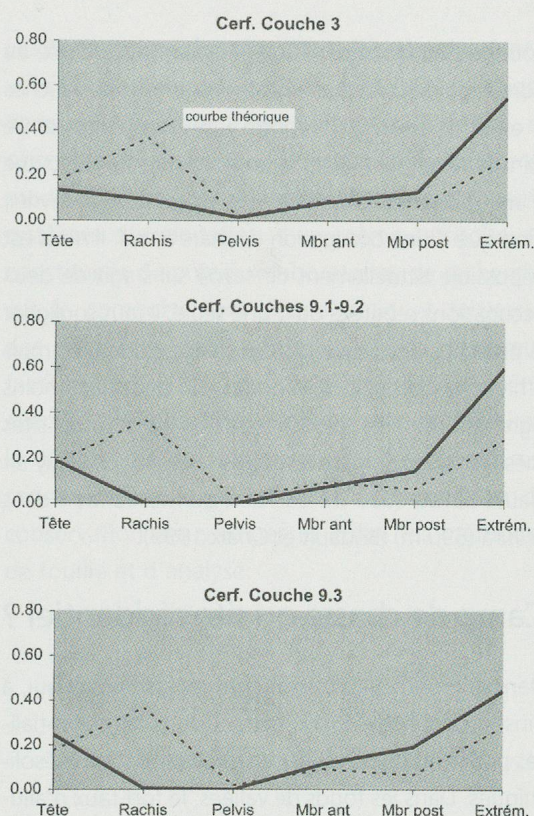 Cerf. Couche 3
0.80
0.60
0.40
0.20
0.00
courbe théorique
Tête Rachis Pelvis Mbr ant Mbr post Extrém.
Cerf. Couches 9.1-9.2
0.80
0.60
0.40
0.20
0.00
Tête Rachis Pelvis Mbr ant Mbr post Extrém.
Cerf. Couche 9.3
0.80
0.60
0.40
0.20
0.00
Tête Rachis Pelvis Mbr ant Mbr post Extrém.